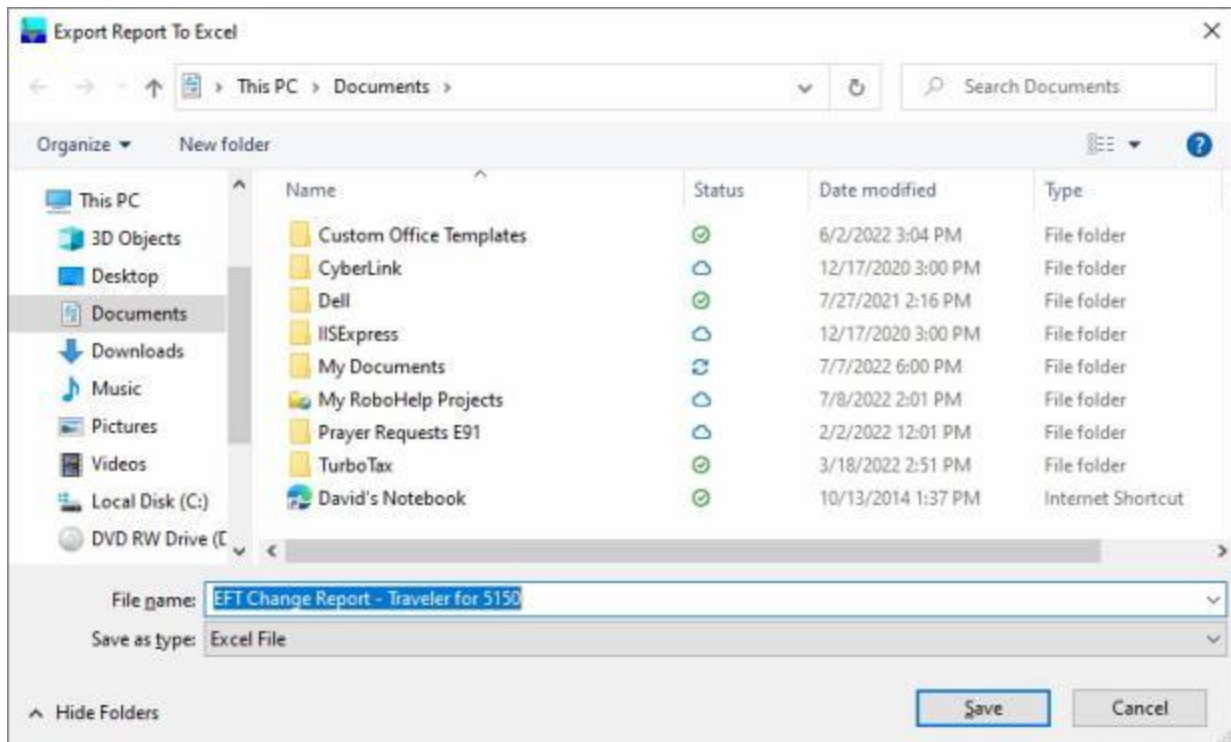 Export Report To Excel
This PC > Documents >
Search Documents
Organize
New folder
Name Status Date modified Type
This PC
3D Objects
Desktop
Documents
Downloads
Music
Pictures
Videos
Local Disk (C:)
DVD RW Drive (D
Custom Office Templates 6/2/2022 3:04 PM File folder
CyberLink 12/17/2020 3:00 PM File folder
Dell 7/27/2021 2:16 PM File folder
IISExpress 12/17/2020 3:00 PM File folder
My Documents 7/7/2022 6:00 PM File folder
My RoboHelp Projects 7/8/2022 2:01 PM File folder
Prayer Requests E91 2/2/2022 12:01 PM File folder
TurboTax 3/18/2022 2:51 PM File folder
David's Notebook 10/13/2014 1:37 PM Internet Shortcut
File name: EFT Change Report - Traveler for 5150
Save as type: Excel File
Hide Folders
Save
Cancel